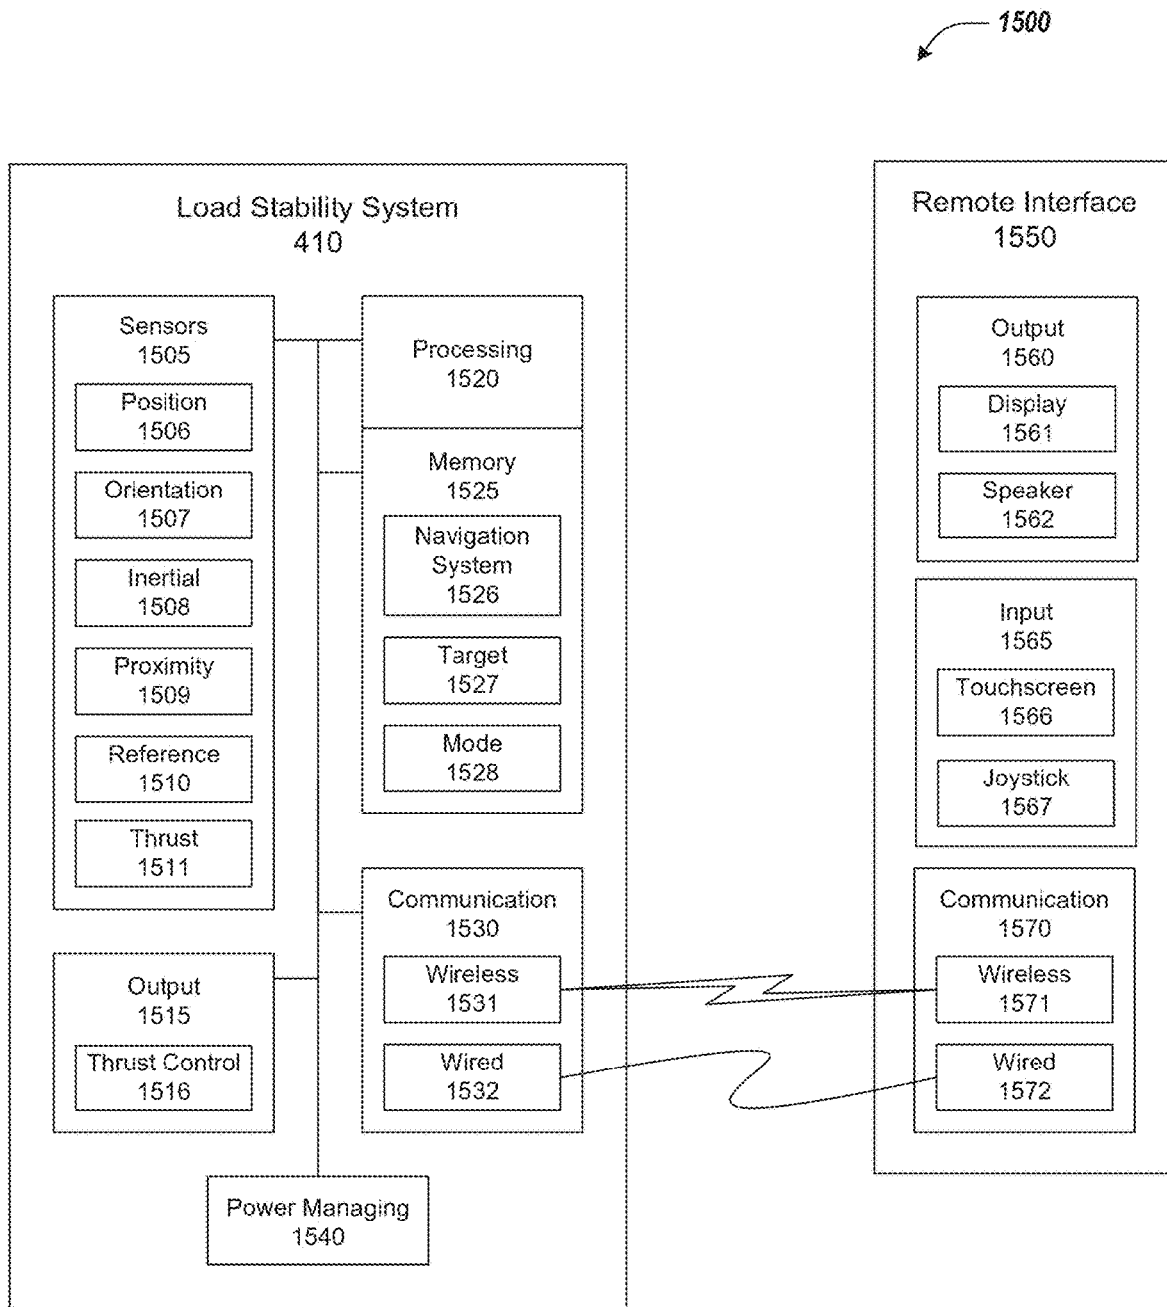 1500
Load Stability System
410
Sensors
1505
Position
1506
Orientation
1507
Inertial
1508
Proximity
1509
Reference
1510
Thrust
1511
Output
1515
Thrust Control
1516
Processing
1520
Memory
1525
Navigation
System
1526
Target
1527
Mode
1528
Communication
1530
Wireless
1531
Wired
1532
Power Managing
1540
Remote Interface
1550
Output
1560
Display
1561
Speaker
1562
Input
1565
Touchscreen
1566
Joystick
1567
Communication
1570
Wireless
1571
Wired
1572